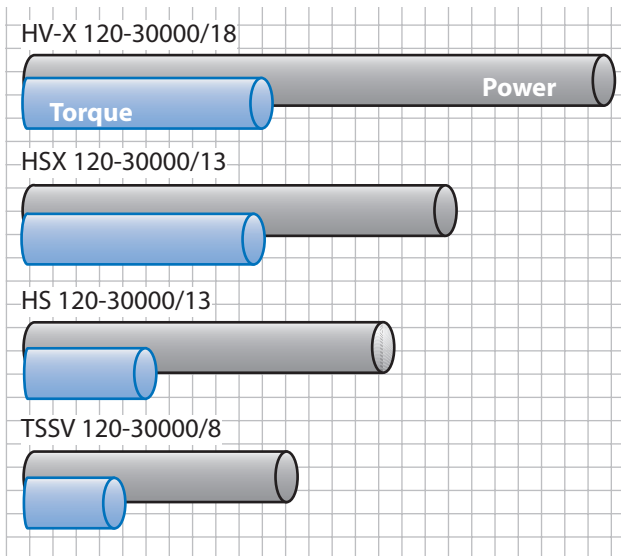 HV-X 120-30000/18
Power
Torque
HSX 120-30000/13
HS 120-30000/13
TSSV 120-30000/8